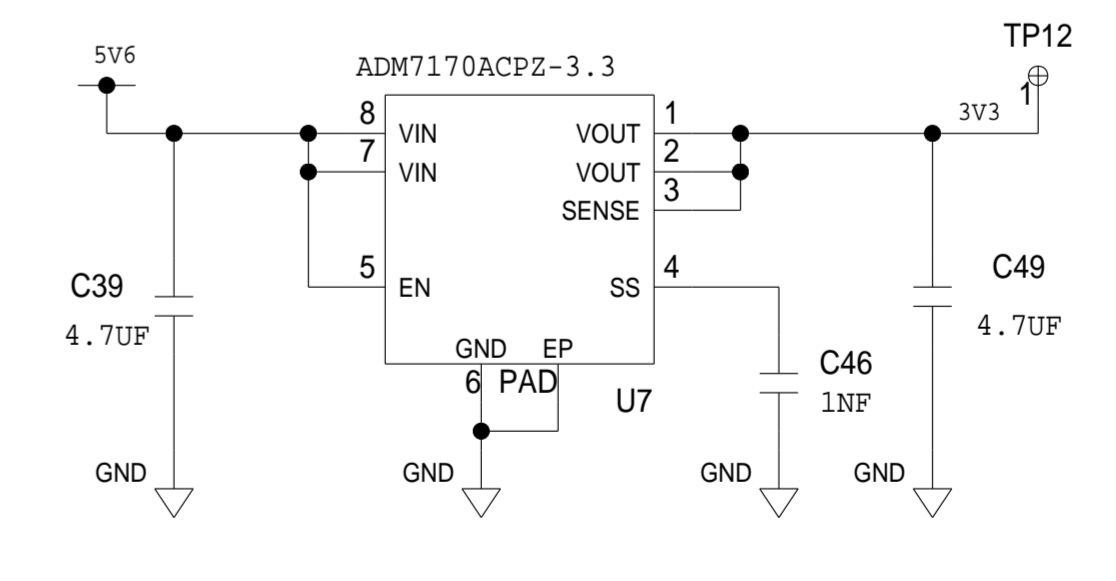 TP12
5V6
ADM7170ACPZ-3.3
1
3V3
8
VIN
VOUT
1
7
VIN
VOUT
2
SENSE
3
5
EN
SS
4
C39
4.7UF
C49
4.7UF
GND
EP
6
PAD
U7
C46
1NF
GND
GND
GND
GND